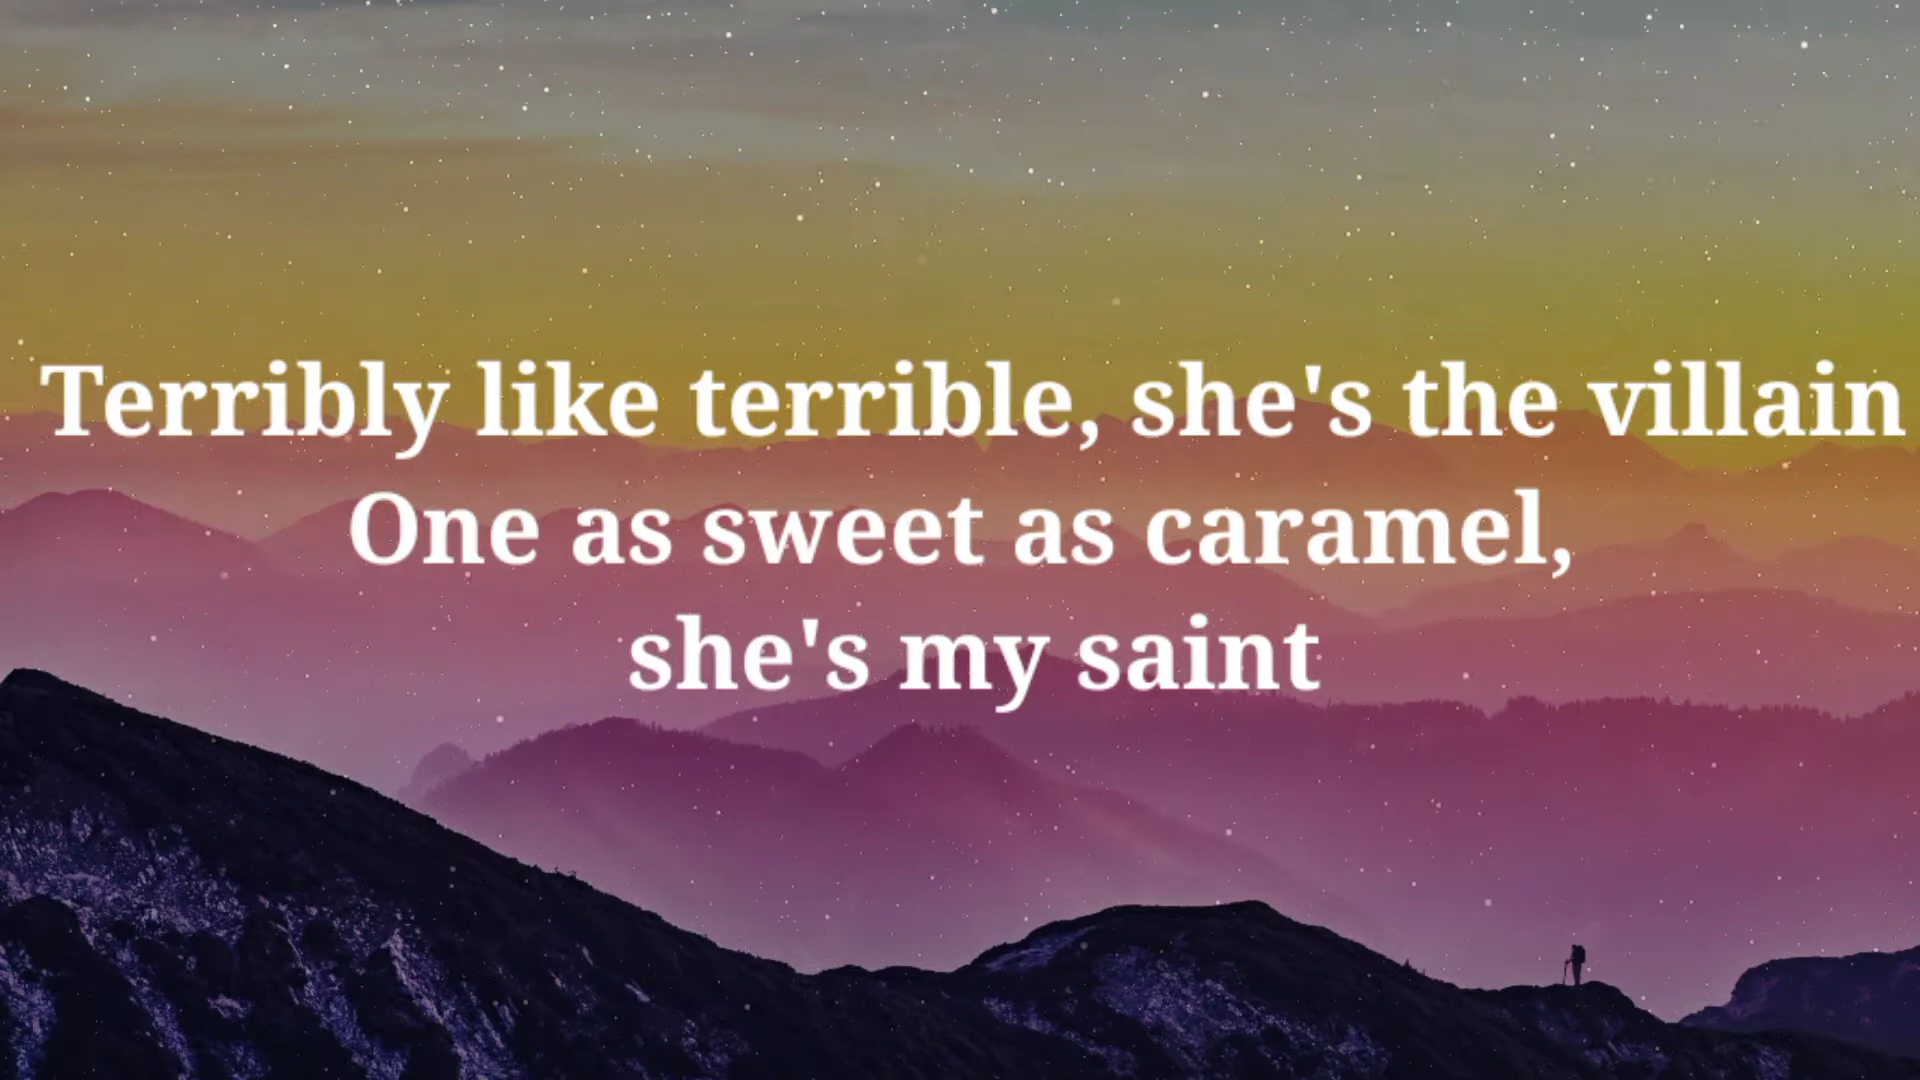 Terribly like terrible, she's the villain
One as sweet as caramel,
she's my saint